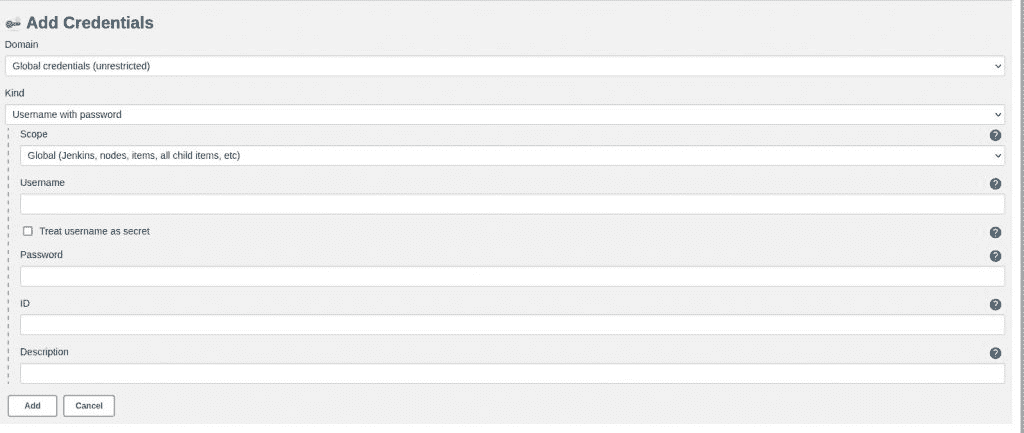 Add Credentials
Domain
Global credentials (unrestricted)
Kind
Username with password
Scope
?
Global (Jenkins, nodes, items, all child items, etc)
Username
?
Treat username as secret
?
Password
?
ID
?
Description
?
Add Cancel